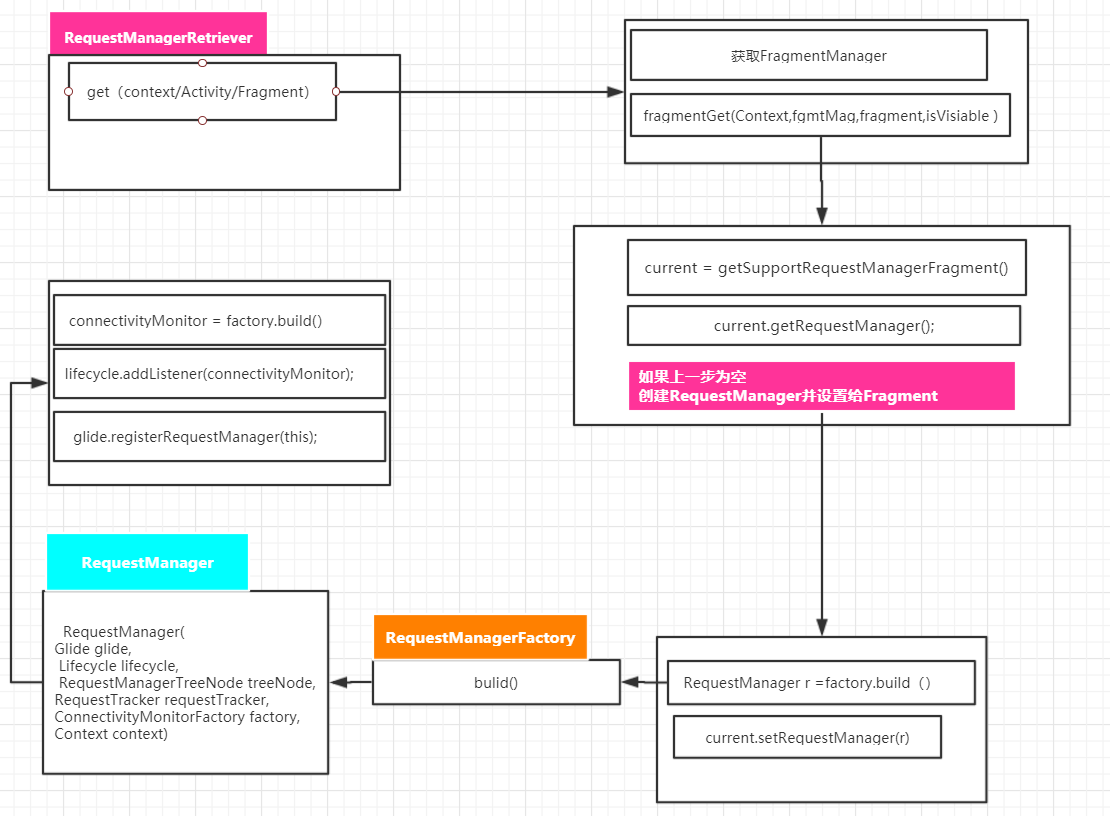 RequestManagerRetriever
get（context/Activity/Fragment）
获取FragmentManager
fragmentGet(Context,fgmtMag,fragment,isVisiable )
current = getSupportRequestManagerFragment()
current.getRequestManager();
如果上一步为空
创建RequestManager并设置给Fragment
RequestManager r =factory.build（）
current.setRequestManager(r)
RequestManagerFactory
bulid()
RequestManager
RequestManager(
Glide glide,
Lifecycle lifecycle,
RequestManagerTreeNode treeNode,
RequestTracker requestTracker,
ConnectivityMonitorFactory factory,
Context context)
connectivityMonitor = factory.build()
lifecycle.addListener(connectivityMonitor);
glide.registerRequestManager(this);